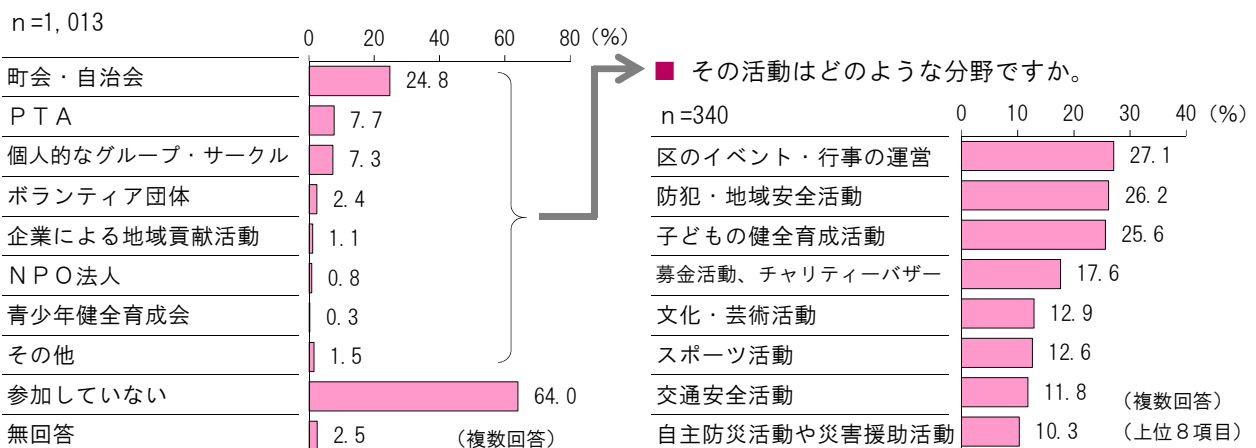 n=1,013
0 20 40 60 80 (%)
町会・自治会 24.8
ＰＴＡ 7.7
個人的なグループ・サークル 7.3
ボランティア団体 2.4
企業による地域貢献活動 1.1
ＮＰＯ法人 0.8
青少年健全育成会 0.3
その他 1.5
参加していない 64.0
無回答 2.5
(複数回答)
■ その活動はどのような分野ですか。
n=340
0 10 20 30 40 (%)
区のイベント・行事の運営 27.1
防犯・地域安全活動 26.2
子どもの健全育成活動 25.6
募金活動、チャリティーバザー 17.6
文化・芸術活動 12.9
スポーツ活動 12.6
交通安全活動 11.8
自主防災活動や災害援助活動 10.3
(複数回答)
(上位８項目)